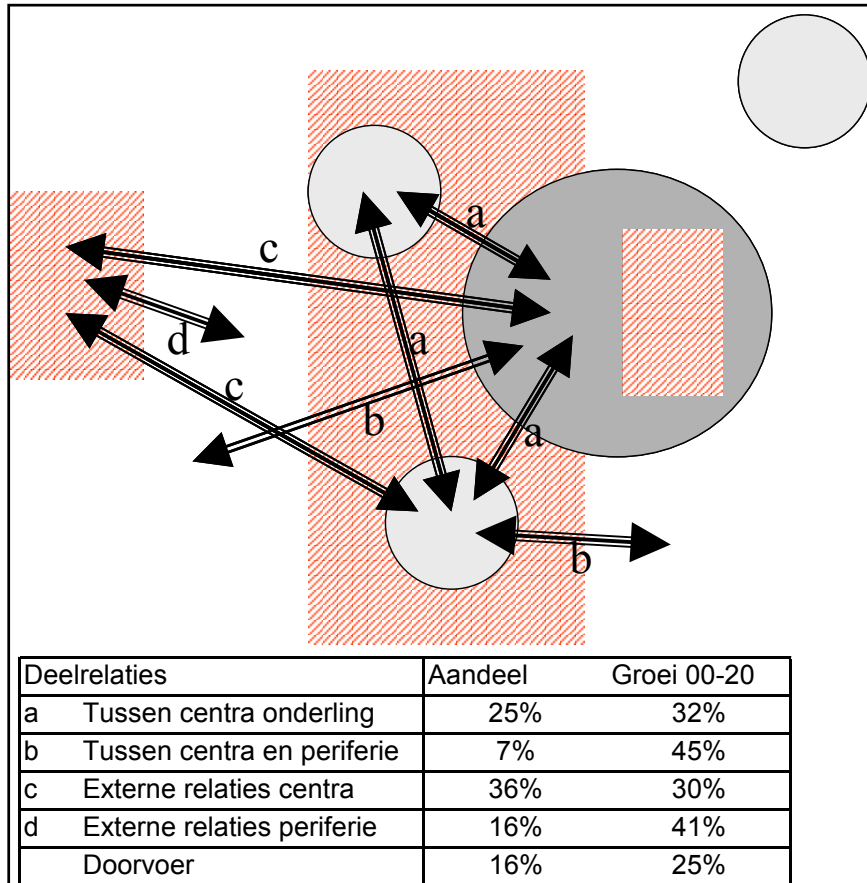 a
c
d
a
c
b
a
b
Deelrelaties Aandeel Groei 00-20
a Tussen centra onderling 25% 32%
b Tussen centra en periferie 7% 45%
c Externe relaties centra 36% 30%
d Externe relaties periferie 16% 41%
Doorvoer 16% 25%